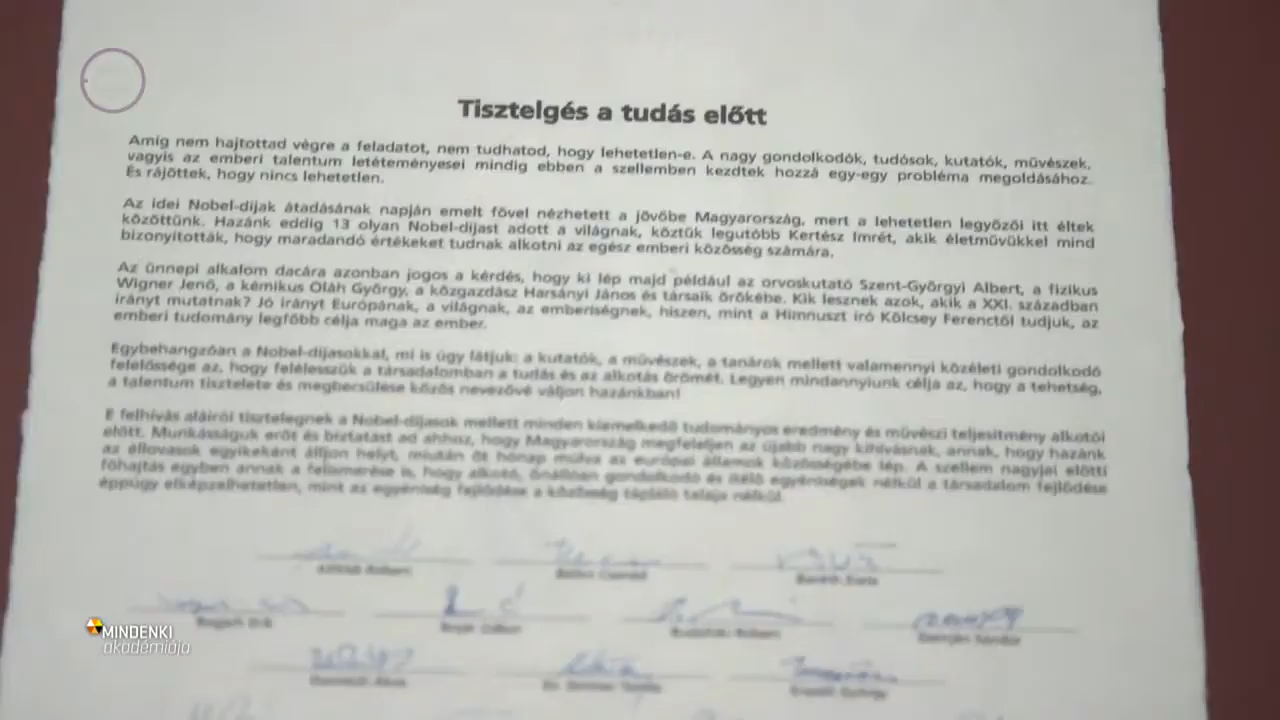 Tisztelgés a tudás előtt
Amíg nem hajtottad végre a feladatot, nem tudhatod, hogy lehetetlen-e. A nagy gondolkodók, tudósok, kutatók, művészek,
vagyis az emberi talentum letéteményesei mindig ebben a szellemben kezdtek hozzá egy-egy probléma megoldásához.
És rájöttek, hogy nincs lehetetlen.
Az idei Nobel-díjak átadásának napján emelt fővel nézhetett a jövőbe Magyarország, mert a lehetetlen legyőzői itt éltek
közöttünk. Hazánk eddig 13 olyan Nobel-díjast adott a világnak, köztük legutóbb Kertész Imrét, akik életművükkel mind
bizonyították, hogy maradandó értékeket tudnak alkotni az egész emberi közösség számára.
Az ünnepi alkalom dacára azonban jogos a kérdés, hogy ki lép majd például az orvoskutató Szent-Györgyi Albert, a fizikus
Wigner Jenő, a kémikus Oláh György, a közgazdász Harsányi János és társaik örökébe. Kik lesznek azok, akik a XXI. században
irányt mutatnak? Jó irányt Európának, a világnak, az emberiségnek, hiszen, mint a Himnuszt író Kölcsey Ferenctől tudjuk, az
emberi tudomány legfőbb célja maga az ember.
Egybehangzóan a Nobel-díjasokkal, mi is úgy látjuk: a kutatók, a művészek, a tanárok mellett valamennyi közéleti gondolkodó
felelőssége az, hogy felélesszük a társadalomban a tudás és az alkotás örömét. Legyen mindannyiunk célja az, hogy a tehetség,
a talentum tisztelete és megbecsülése közös nevezővé váljon hazánkban!
E felhívás aláírói tisztelegnek a Nobel-díjasok mellett minden kiemelkedő tudományos eredmény és művészi teljesítmény alkotói
előtt. Munkásságuk erőt és biztatást ad ahhoz, hogy Magyarország megfeleljen az újabb nagy kihívásnak, annak, hogy hazánk
az éllovasok egyikeként álljon helyt, miután öt hónap múlva az európai államok közösségébe lép. A szellem nagyjai előtti
főhajtás egyben annak a felismerése is, hogy alkotó, önállóan gondolkodó és ítélő egyéniségek nélkül a társadalom fejlődése
éppúgy elképzelhetetlen, mint az egyéniség fejlődése a közösség tápláló talaja nélkül.
MINDENKI
akadémiája